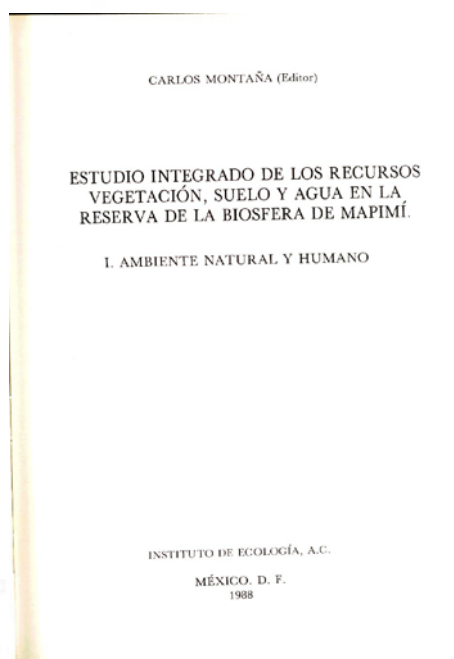 CARLOS MONTAÑA (Editor)
ESTUDIO INTEGRADO DE LOS RECURSOS
VEGETACIÓN, SUELO Y AGUA EN LA
RESERVA DE LA BIOSFERA DE MAPIMÍ.
I. AMBIENTE NATURAL Y HUMANO
INSTITUTO DE ECOLOGÍA, A.C.
MÉXICO. D. F.
1988